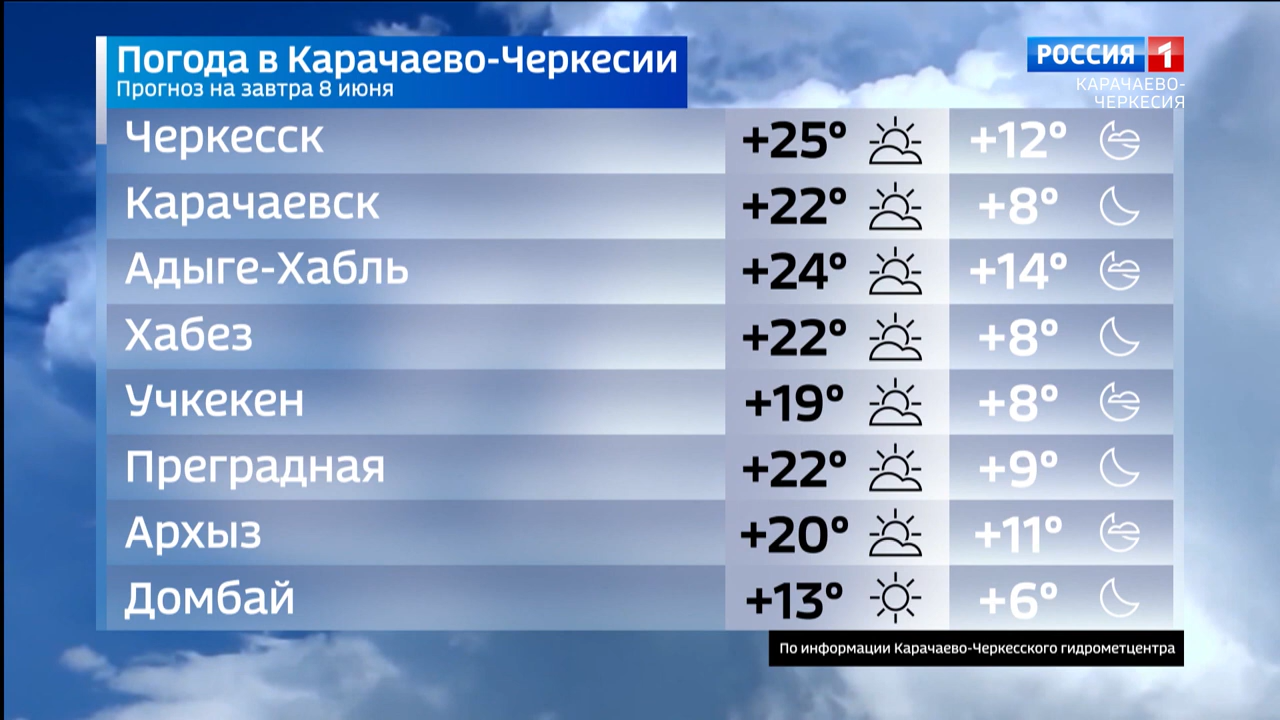 Погода в Карачаево-Черкесии
Прогноз на завтра 8 июня
РОССИЯ 1
КАРАЧАЕВО-
ЧЕРКЕСИЯ
Черкесск +25° +12°
Карачаевск +22° +8°
Адыге-Хабль +24° +14°
Хабез +22° +8°
Учкекен +19° +8°
Преградная +22° +9°
Архыз +20° +11°
Домбай +13° +6°
По информации Карачаево-Черкесского гидрометцентра